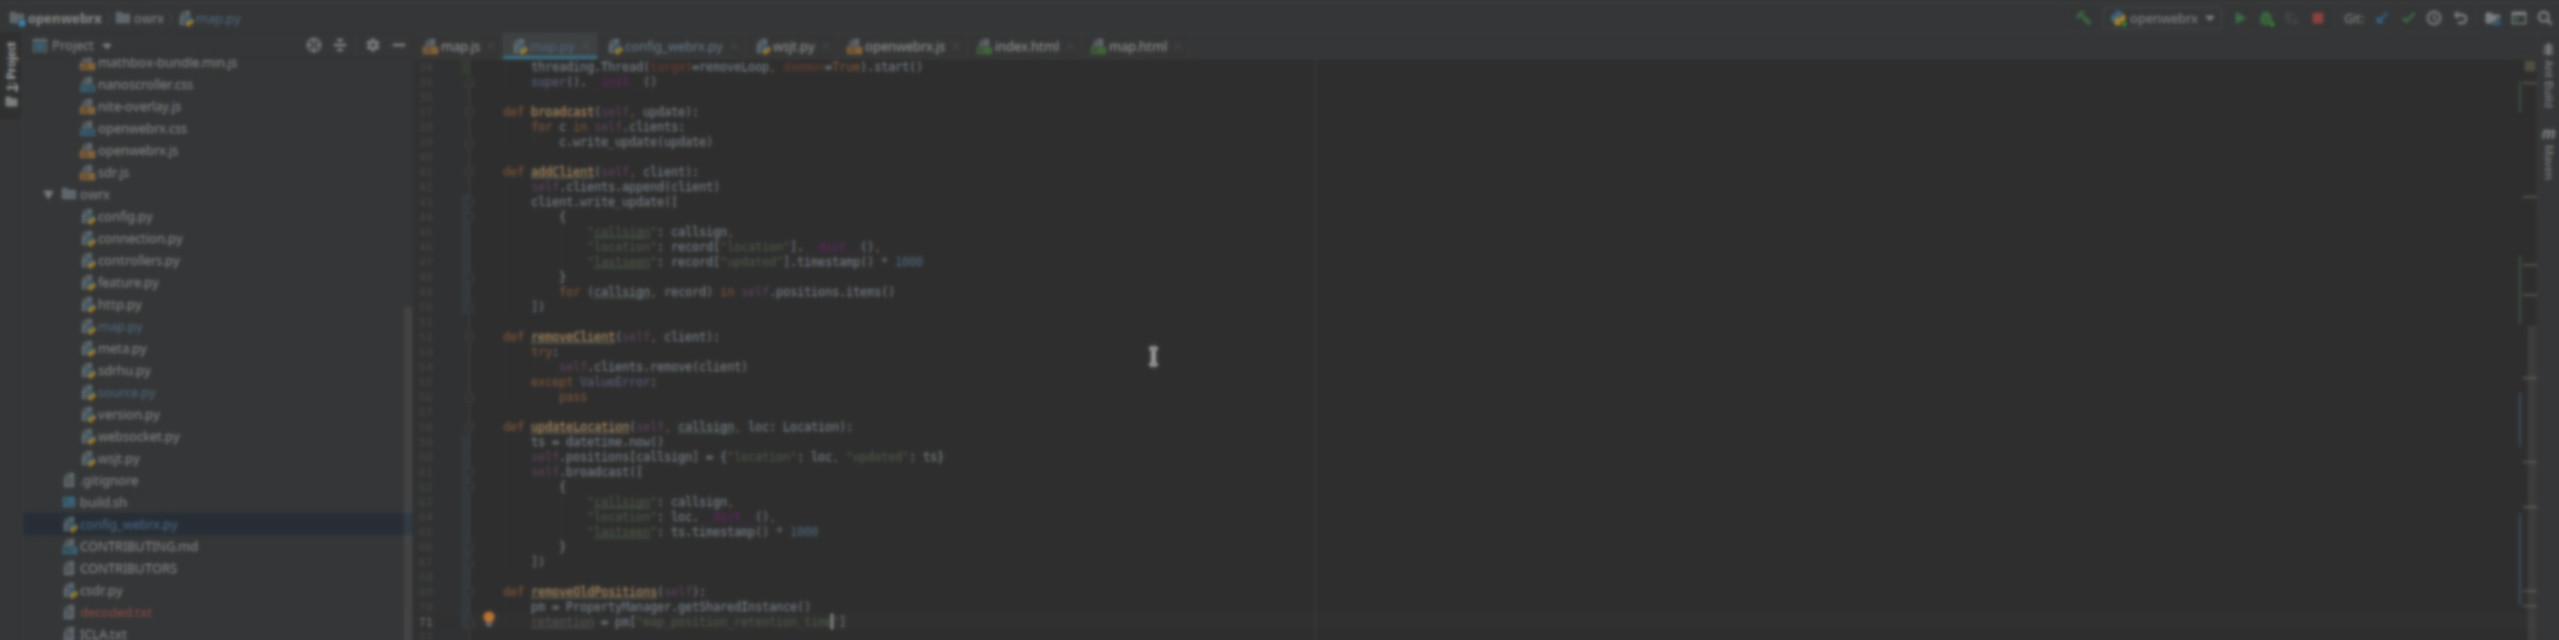 openwebrx owrx map.py openwebrx Git:
1: Project Project map.js map.py config_webrx.py wsjt.py openwebrx.js index.html map.html Ant Build
m Maven
mathbox-bundle.min.js
nanoscroller.css
nite-overlay.js
openwebrx.css
openwebrx.js
sdr.js
owrx
config.py
connection.py
controllers.py
feature.py
http.py
map.py
meta.py
sdrhu.py
source.py
version.py
websocket.py
wsjt.py
.gitignore
build.sh
config_webrx.py
CONTRIBUTING.md
CONTRIBUTORS
csdr.py
decoded.txt
ICLA.txt
threading.Thread(target=removeLoop, daemon=True).start()
super().__init__()
def broadcast(self, update):
for c in self.clients:
c.write_update(update)
def addClient(self, client):
self.clients.append(client)
client.write_update([
{
"callsign": callsign,
"location": record["location"].__dict__(),
"lastseen": record["updated"].timestamp() * 1000
}
for (callsign, record) in self.positions.items()
])
def removeClient(self, client):
try:
self.clients.remove(client)
except ValueError:
pass
def updateLocation(self, callsign, loc: Location):
ts = datetime.now()
self.positions[callsign] = {"location": loc, "updated": ts}
self.broadcast([
{
"callsign": callsign,
"location": loc.__dict__(),
"lastseen": ts.timestamp() * 1000
}
])
def removeOldPositions(self):
pm = PropertyManager.getSharedInstance()
71 retention = pm["map_position_retention_time"]